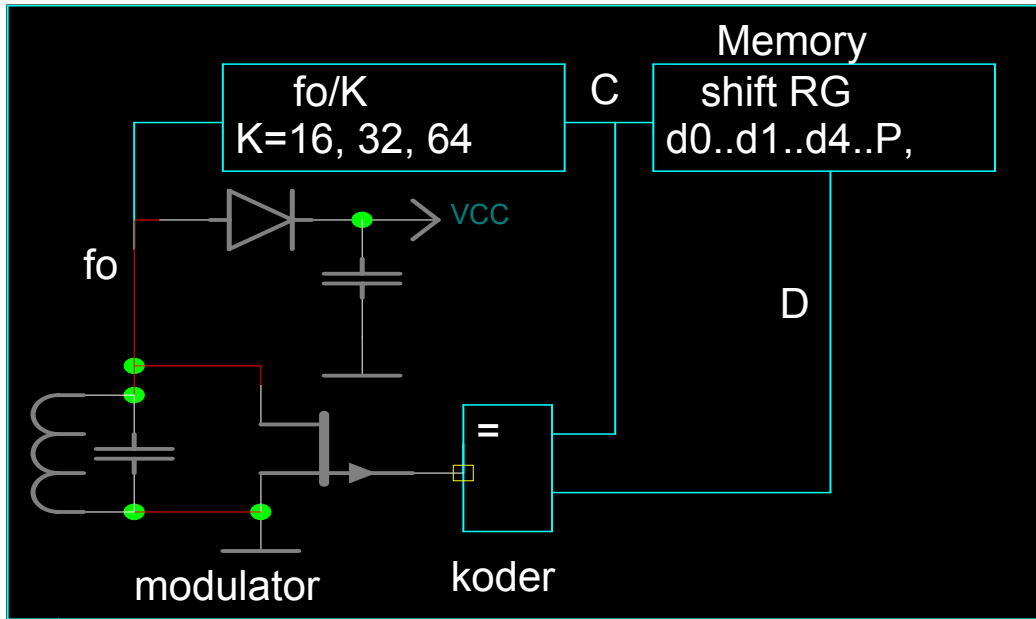 Memory
fo/K
K=16, 32, 64
C
shift RG
d0..d1..d4..P,
VCC
fo
D
=
modulator
koder